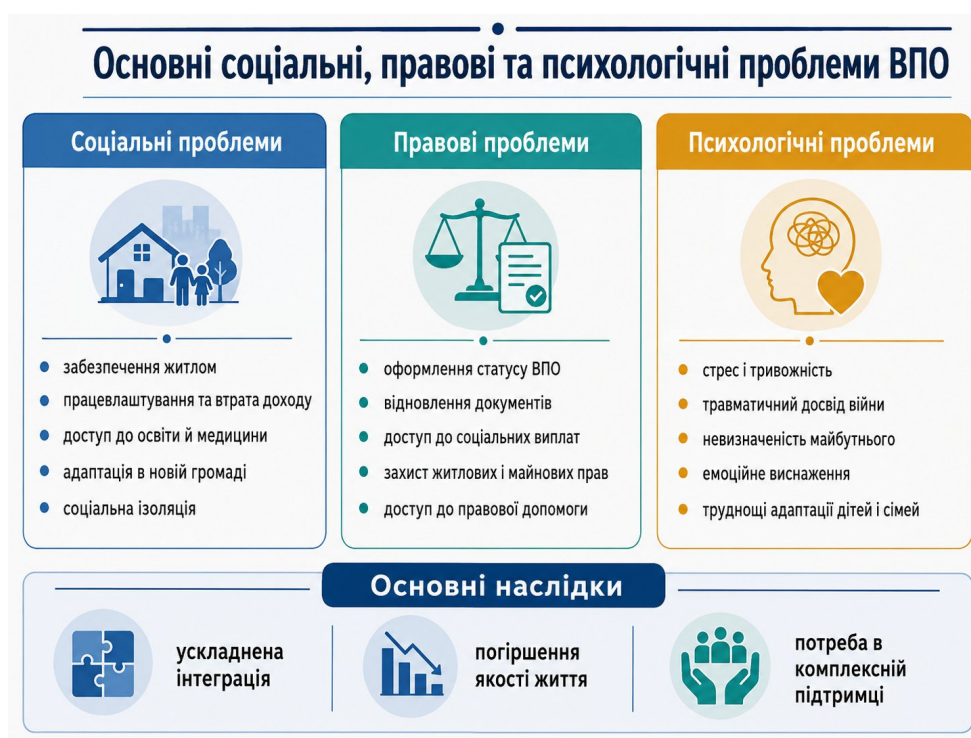 Основні соціальні, правові та психологічні проблеми ВПО
Соціальні проблеми
забезпечення житлом
працевлаштування та втрата доходу
доступ до освіти й медицини
адаптація в новій громаді
соціальна ізоляція
Правові проблеми
оформлення статусу ВПО
відновлення документів
доступ до соціальних виплат
захист житлових і майнових прав
доступ до правової допомоги
Психологічні проблеми
стрес і тривожність
травматичний досвід війни
невизначеність майбутнього
емоційне виснаження
труднощі адаптації дітей і сімей
Основні наслідки
ускладнена
інтеграція
погіршення
якості життя
потреба в
комплексній
підтримці